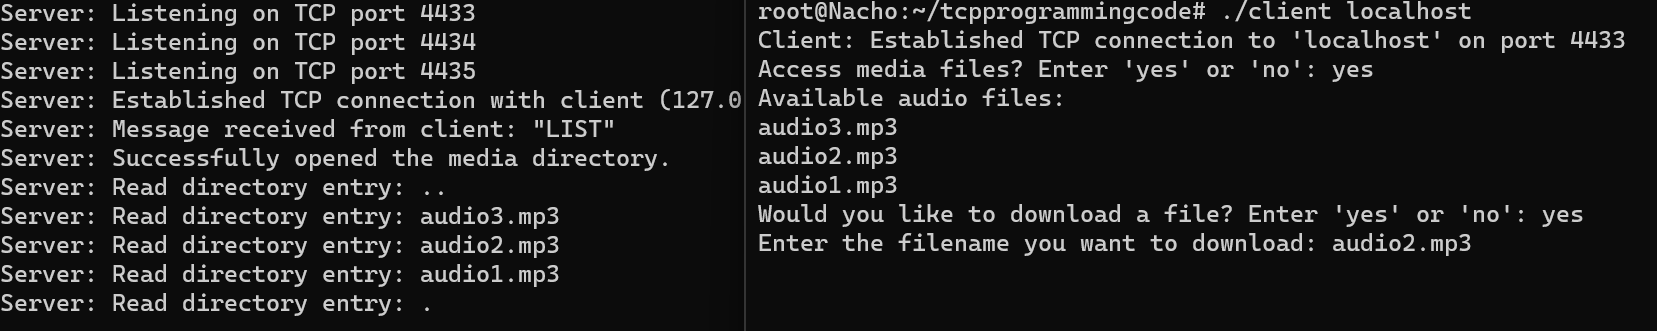 Server: Listening on TCP port 4433
Server: Listening on TCP port 4434
Server: Listening on TCP port 4435
Server: Established TCP connection with client (127.0
Server: Message received from client: "LIST"
Server: Successfully opened the media directory.
Server: Read directory entry: ..
Server: Read directory entry: audio3.mp3
Server: Read directory entry: audio2.mp3
Server: Read directory entry: audio1.mp3
Server: Read directory entry: .
root@Nacho:~/tcpprogrammingcode# ./client localhost
Client: Established TCP connection to 'localhost' on port 4433
Access media files? Enter 'yes' or 'no': yes
Available audio files:
audio3.mp3
audio2.mp3
audio1.mp3
Would you like to download a file? Enter 'yes' or 'no': yes
Enter the filename you want to download: audio2.mp3